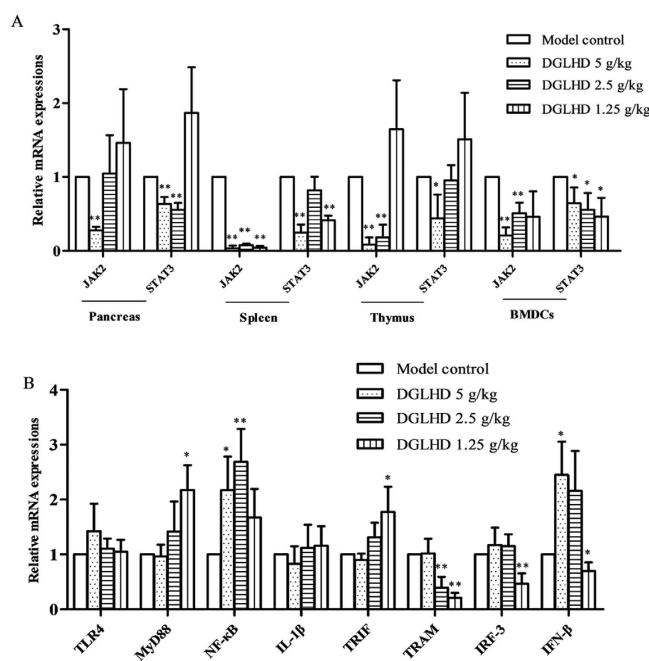 A
Relative mRNA expressions
3
2
1
0
Model control
DGLHD 5 g/kg
DGLHD 2.5 g/kg
DGLHD 1.25 g/kg
** ** ** ** ** ** ** ** ** ** * ** ** * * *
JAK2 STAT3 JAK2 STAT3 JAK2 STAT3 JAK2 STAT3
Pancreas Spleen Thymus BMDCs
B
Relative mRNA expressions
4
3
2
1
0
Model control
DGLHD 5 g/kg
DGLHD 2.5 g/kg
DGLHD 1.25 g/kg
* * ** * ** ** ** * *
TLR4 MyD88 NF-κB IL-1β TRIF TRAM IRF-3 IFN-β